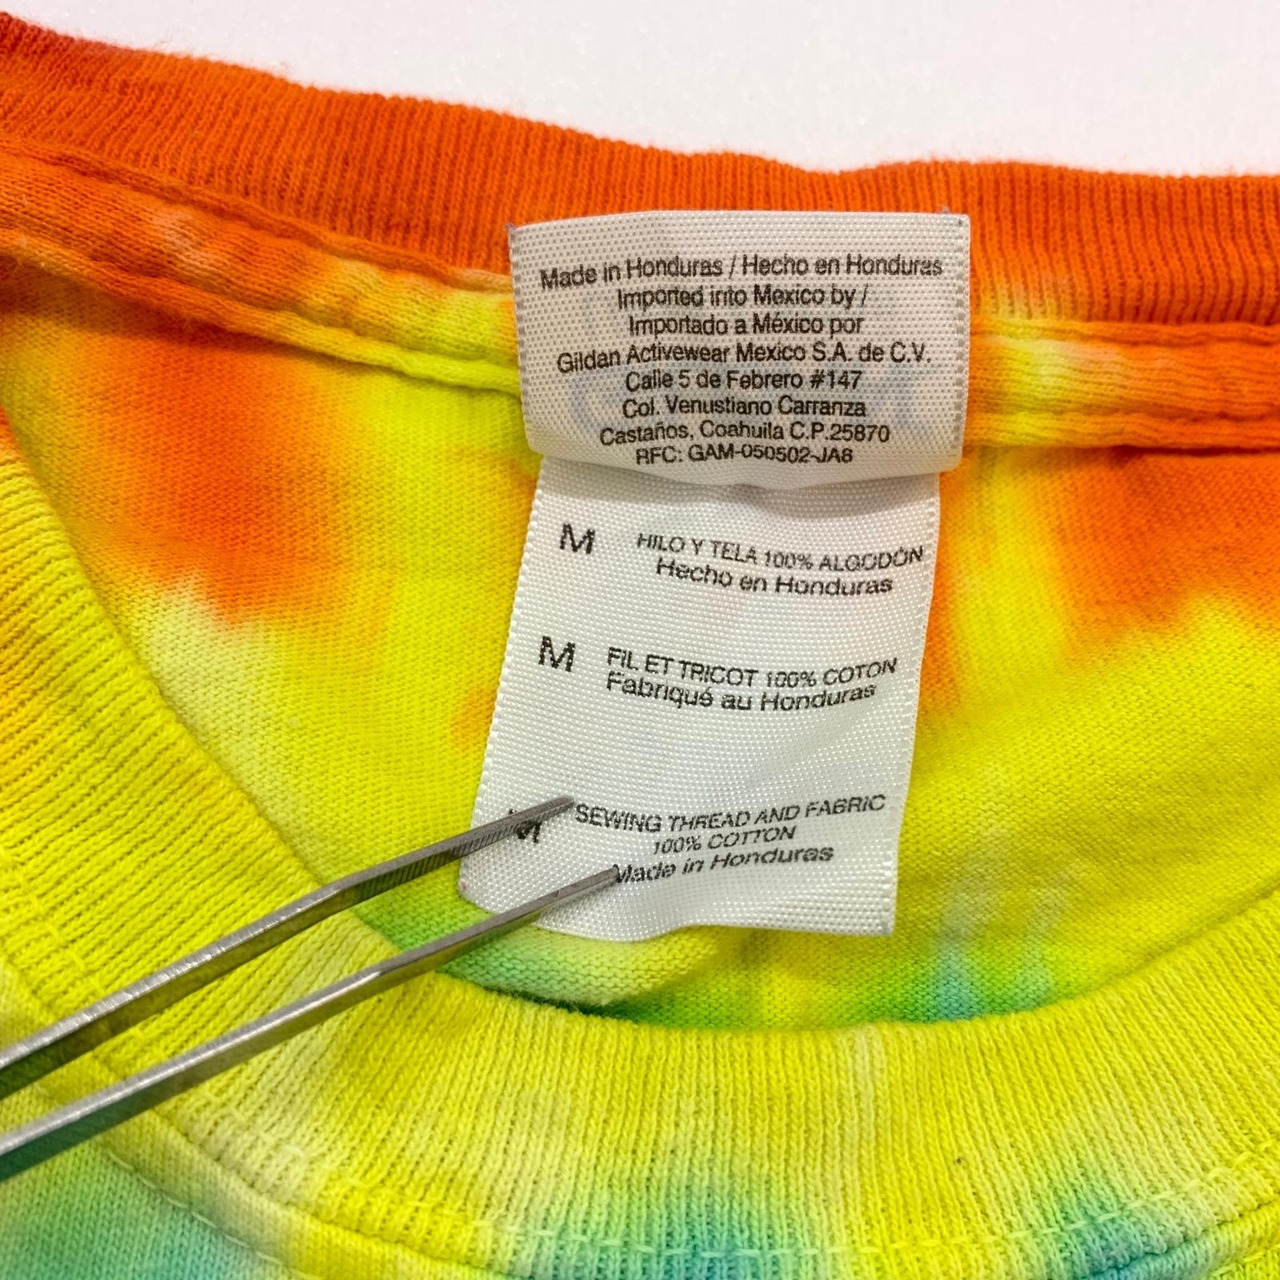 Made in Honduras / Hecho en Honduras
Imported into Mexico by /
Importado a México por
Gildan Activewear Mexico S.A. de C.V.
Calle 5 de Febrero #147
Col. Venustiano Carranza
Castaños, Coahuila C.P.25870
RFC: GAM-050502-JA8
M HILO Y TELA 100% ALGODÓN
Hecho en Honduras
M FIL ET TRICOT 100% COTON
Fabriqué au Honduras
SEWING THREAD AND FABRIC
100% COTTON
Made in Honduras